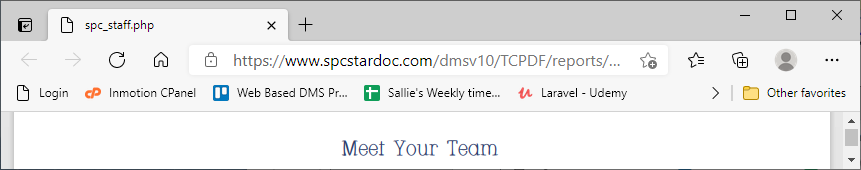 spc_staff.php
https://www.spcstardoc.com/dmsv10/TCPDF/reports/...
Login Inmotion CPanel Web Based DMS Pr... Sallie's Weekly time... Laravel - Udemy Other favorites
Meet Your Team